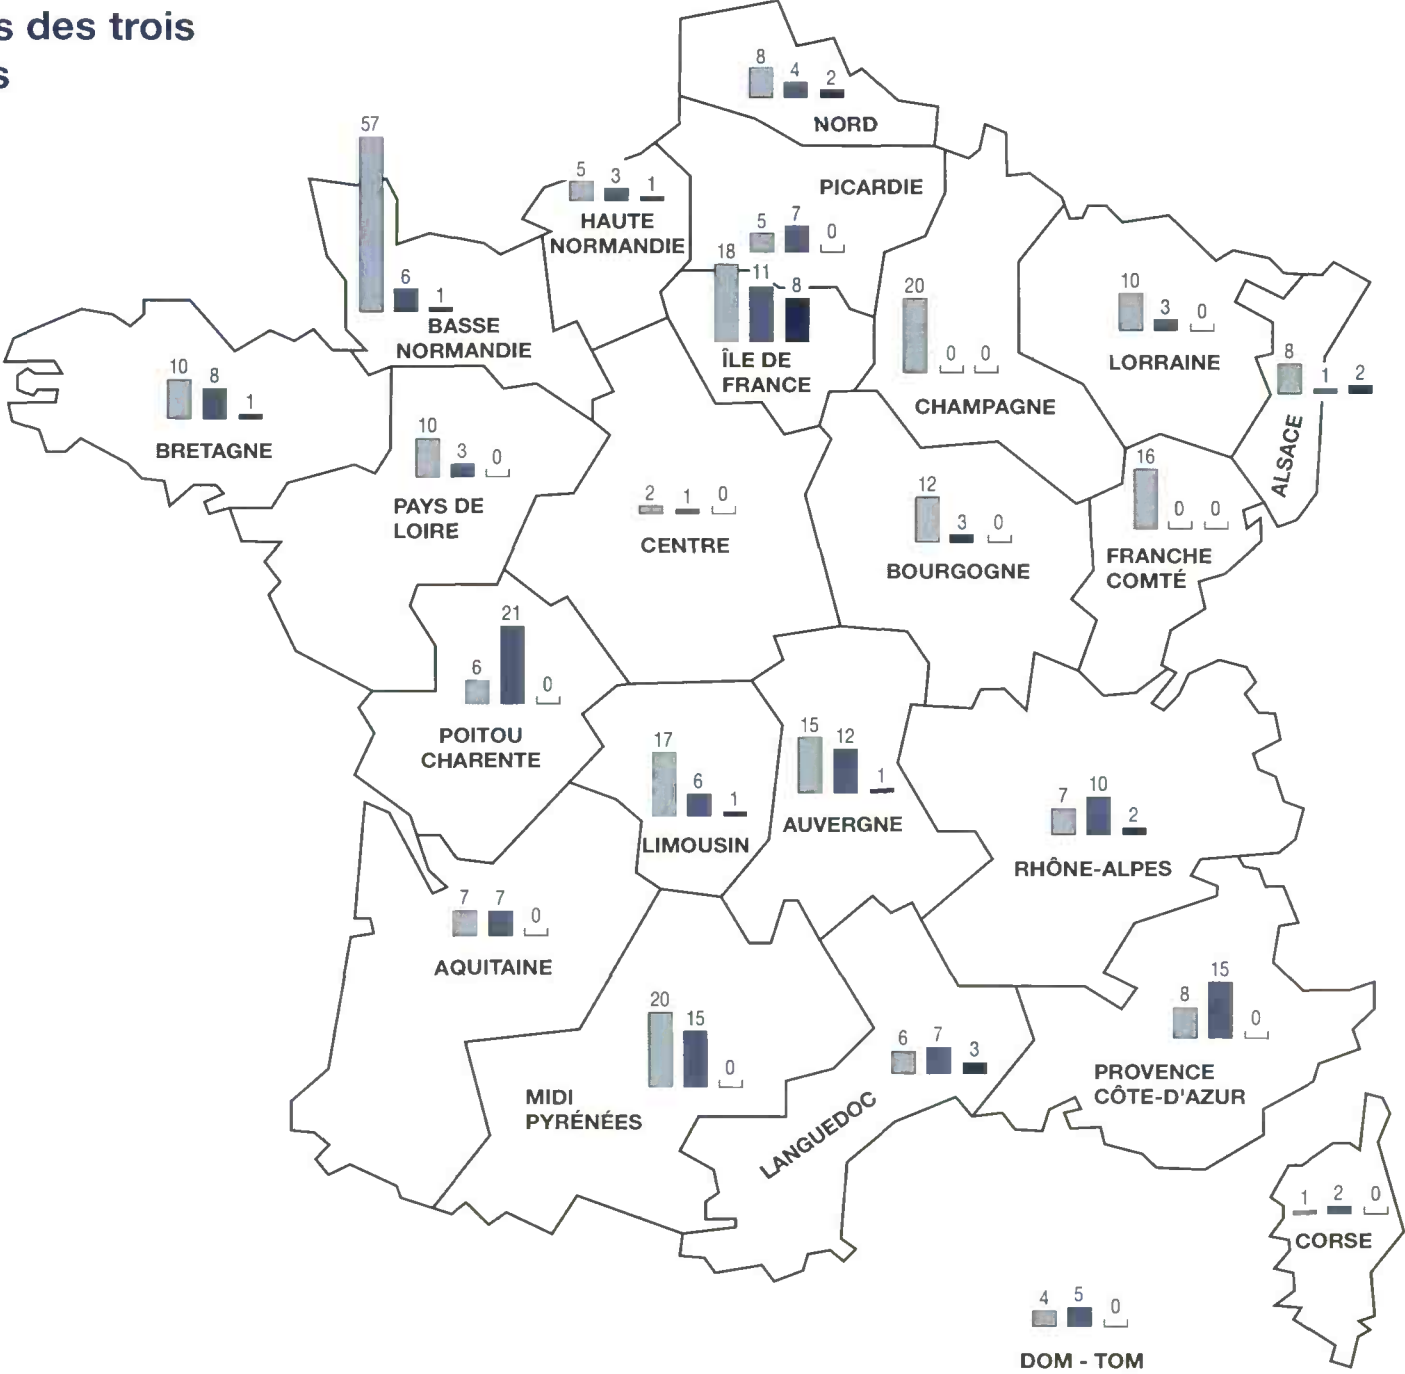 s des trois
s
8 4 2
NORD
57
6 1
BASSE
NORMANDIE
5 3 1
HAUTE
NORMANDIE
PICARDIE
5 7 0
18 11 8
ÎLE DE
FRANCE
20 0 0
CHAMPAGNE
10 3 0
LORRAINE
8 1 2
ALSACE
10 8 1
BRETAGNE
10 3 0
PAYS DE
LOIRE
2 1 0
CENTRE
12 3 0
BOURGOGNE
16 0 0
FRANCHE
COMTÉ
6 21 0
POITOU
CHARENTE
17 6 1
LIMOUSIN
15 12 1
AUVERGNE
7 10 2
RHÔNE-ALPES
7 7 0
AQUITAINE
20 15 0
MIDI
PYRÉNÉES
6 7 3
LANGUEDOC
8 15 0
PROVENCE
CÔTE-D'AZUR
1 2 0
CORSE
4 5 0
DOM - TOM